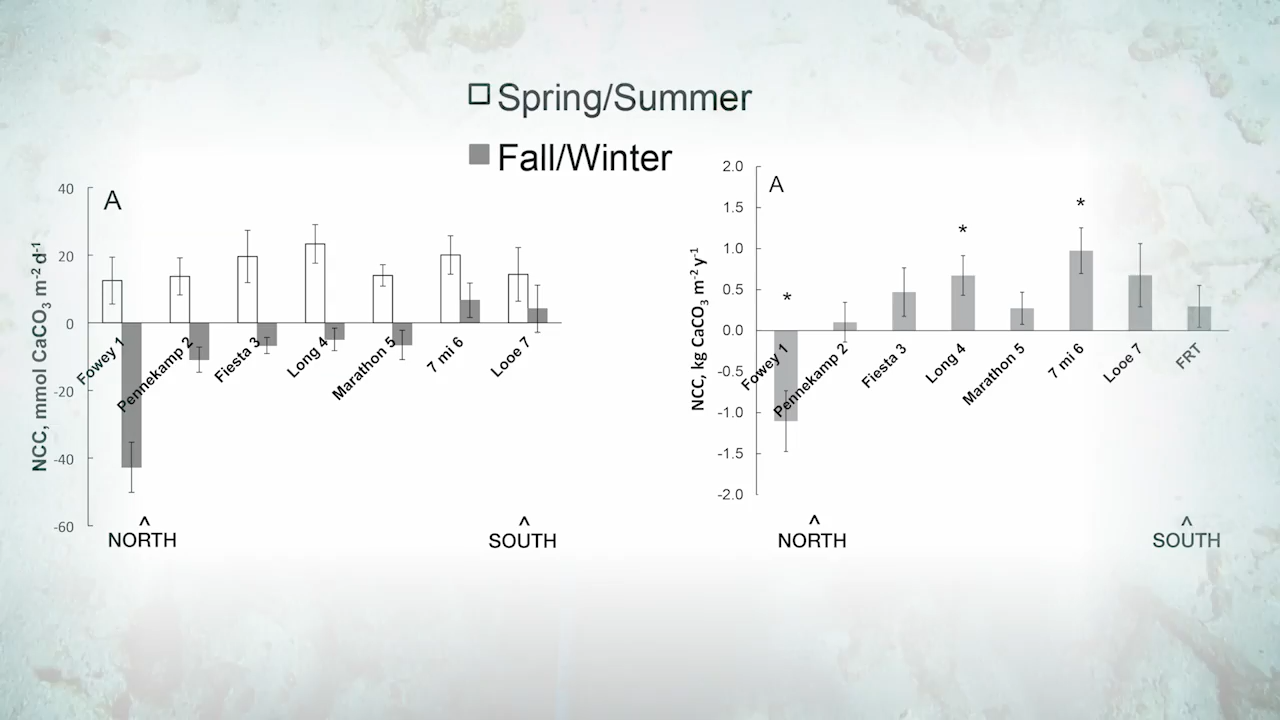 Spring/Summer
Fall/Winter
A
NCC, mmol CaCO3 m-2 d-1
40
20
0
-20
-40
-60
Fowey 1
Pennekamp 2
Fiesta 3
Long 4
Marathon 5
7 mi 6
Looe 7
^
NORTH
^
SOUTH
A
NCC, kg CaCO3 m-2 y-1
2.0
1.5
1.0
0.5
0.0
-0.5
-1.0
-1.5
-2.0
*
*
*
Fowey 1
Pennekamp 2
Fiesta 3
Long 4
Marathon 5
7 mi 6
Looe 7
FRT
^
NORTH
^
SOUTH